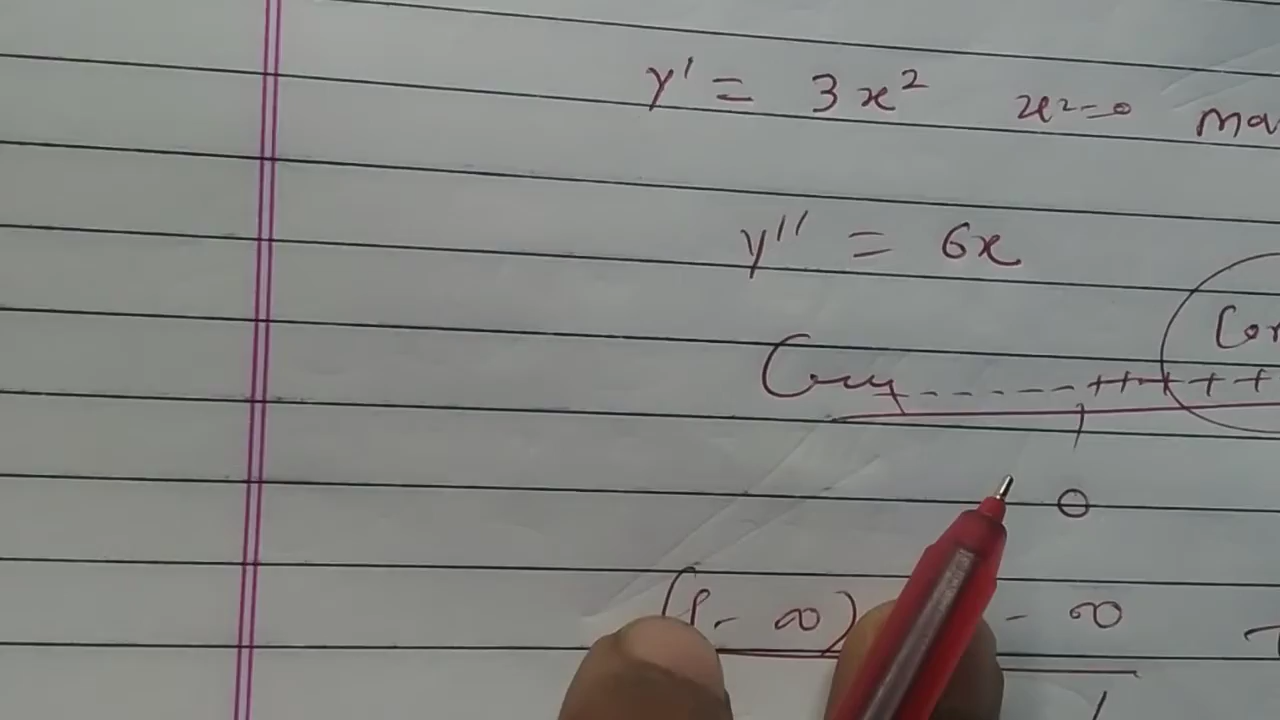 y' = 3x² x²=0 ma
y'' = 6x
Con
- - - - - + + + + +
0
- ∞) - ∞